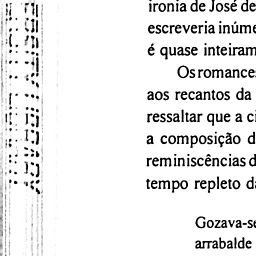 ironia de José de
escreveria inúme
é quase inteiram
Os romances
aos recantos da
ressaltar que a ci
a composição d
reminiscências d
tempo repleto da
Gozava-se
arrabalde